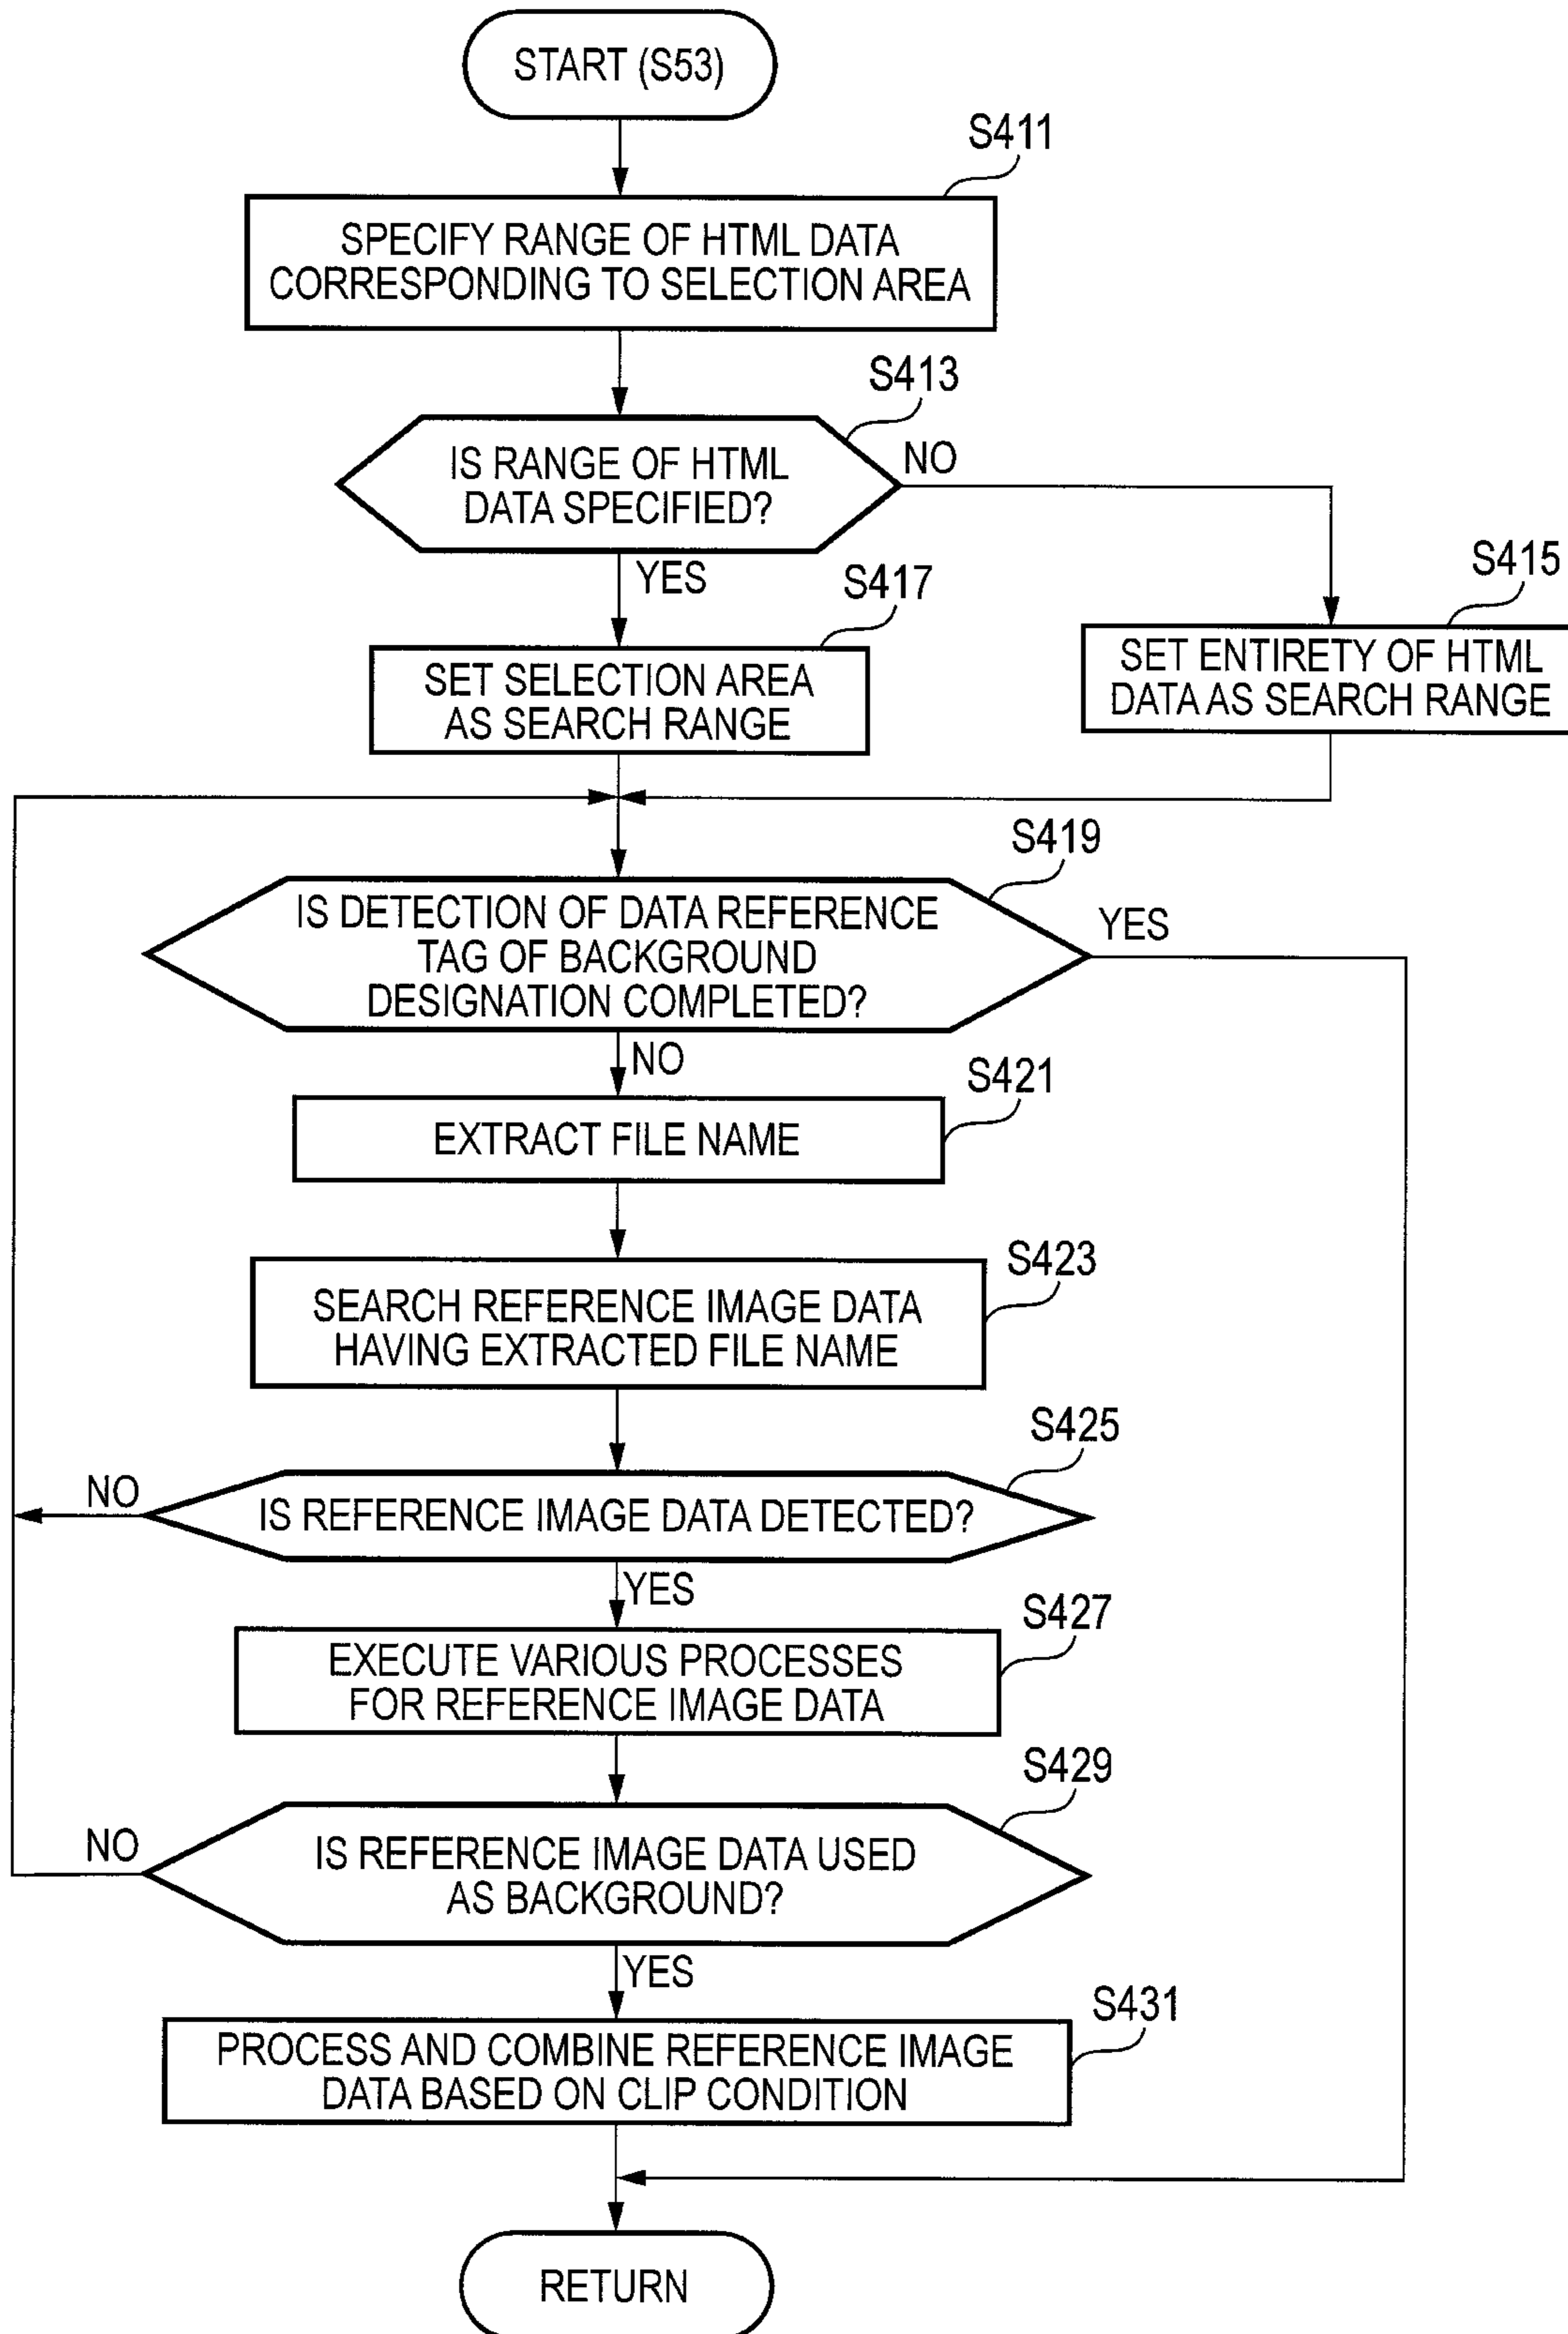 START (S53)
S411
SPECIFY RANGE OF HTML DATA
CORRESPONDING TO SELECTION AREA
S413
IS RANGE OF HTML
DATA SPECIFIED?
NO
YES
S417
SET SELECTION AREA
AS SEARCH RANGE
S415
SET ENTIRETY OF HTML
DATA AS SEARCH RANGE
S419
IS DETECTION OF DATA REFERENCE
TAG OF BACKGROUND
DESIGNATION COMPLETED?
YES
NO
S421
EXTRACT FILE NAME
S423
SEARCH REFERENCE IMAGE DATA
HAVING EXTRACTED FILE NAME
S425
NO
IS REFERENCE IMAGE DATA DETECTED?
YES
S427
EXECUTE VARIOUS PROCESSES
FOR REFERENCE IMAGE DATA
S429
NO
IS REFERENCE IMAGE DATA USED
AS BACKGROUND?
YES
S431
PROCESS AND COMBINE REFERENCE IMAGE
DATA BASED ON CLIP CONDITION
RETURN